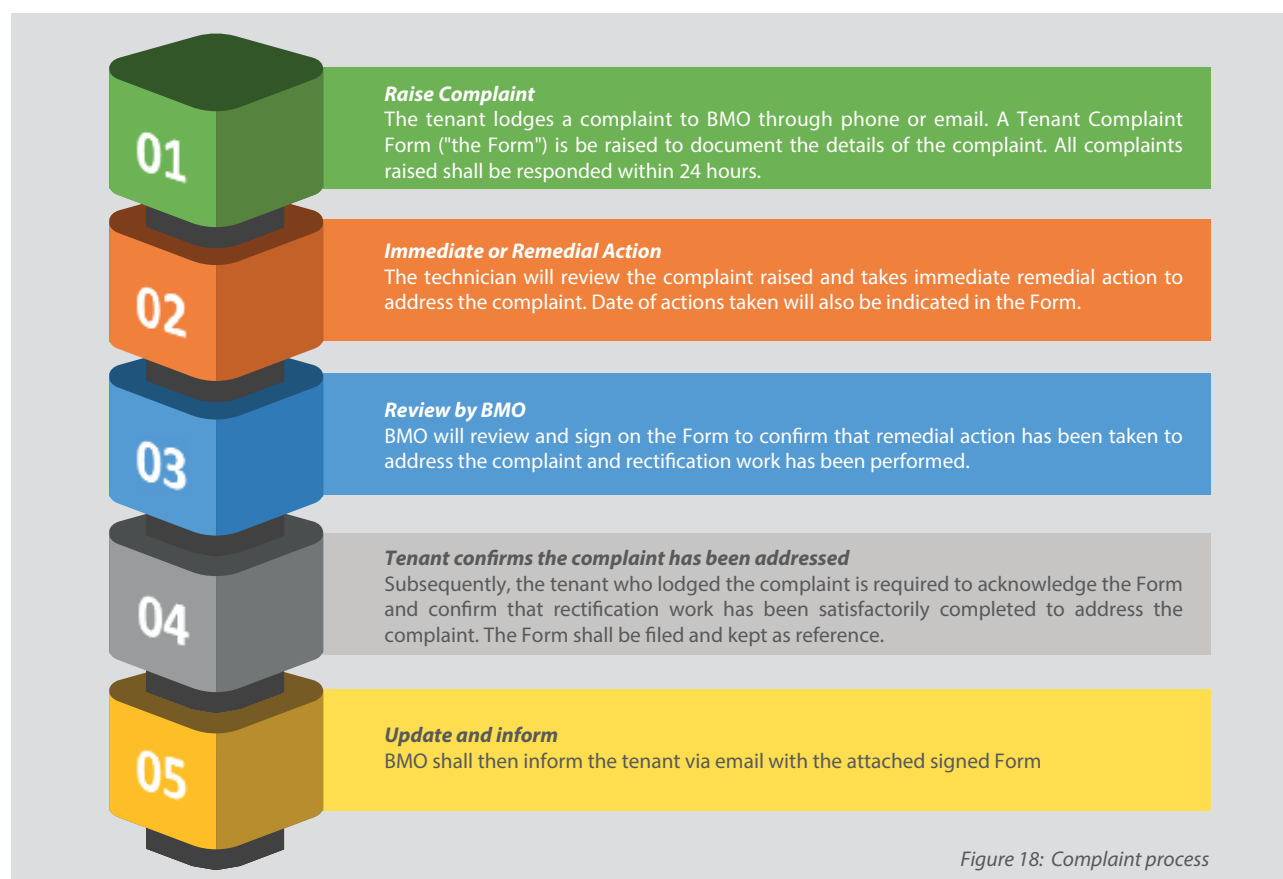 01
Raise Complaint
The tenant lodges a complaint to BMO through phone or email. A Tenant Complaint
Form ("the Form") is be raised to document the details of the complaint. All complaints
raised shall be responded within 24 hours.
02
Immediate or Remedial Action
The technician will review the complaint raised and takes immediate remedial action to
address the complaint. Date of actions taken will also be indicated in the Form.
03
Review by BMO
BMO will review and sign on the Form to confirm that remedial action has been taken to
address the complaint and rectification work has been performed.
04
Tenant confirms the complaint has been addressed
Subsequently, the tenant who lodged the complaint is required to acknowledge the Form
and confirm that rectification work has been satisfactorily completed to address the
complaint. The Form shall be filed and kept as reference.
05
Update and inform
BMO shall then inform the tenant via email with the attached signed Form
Figure 18: Complaint process